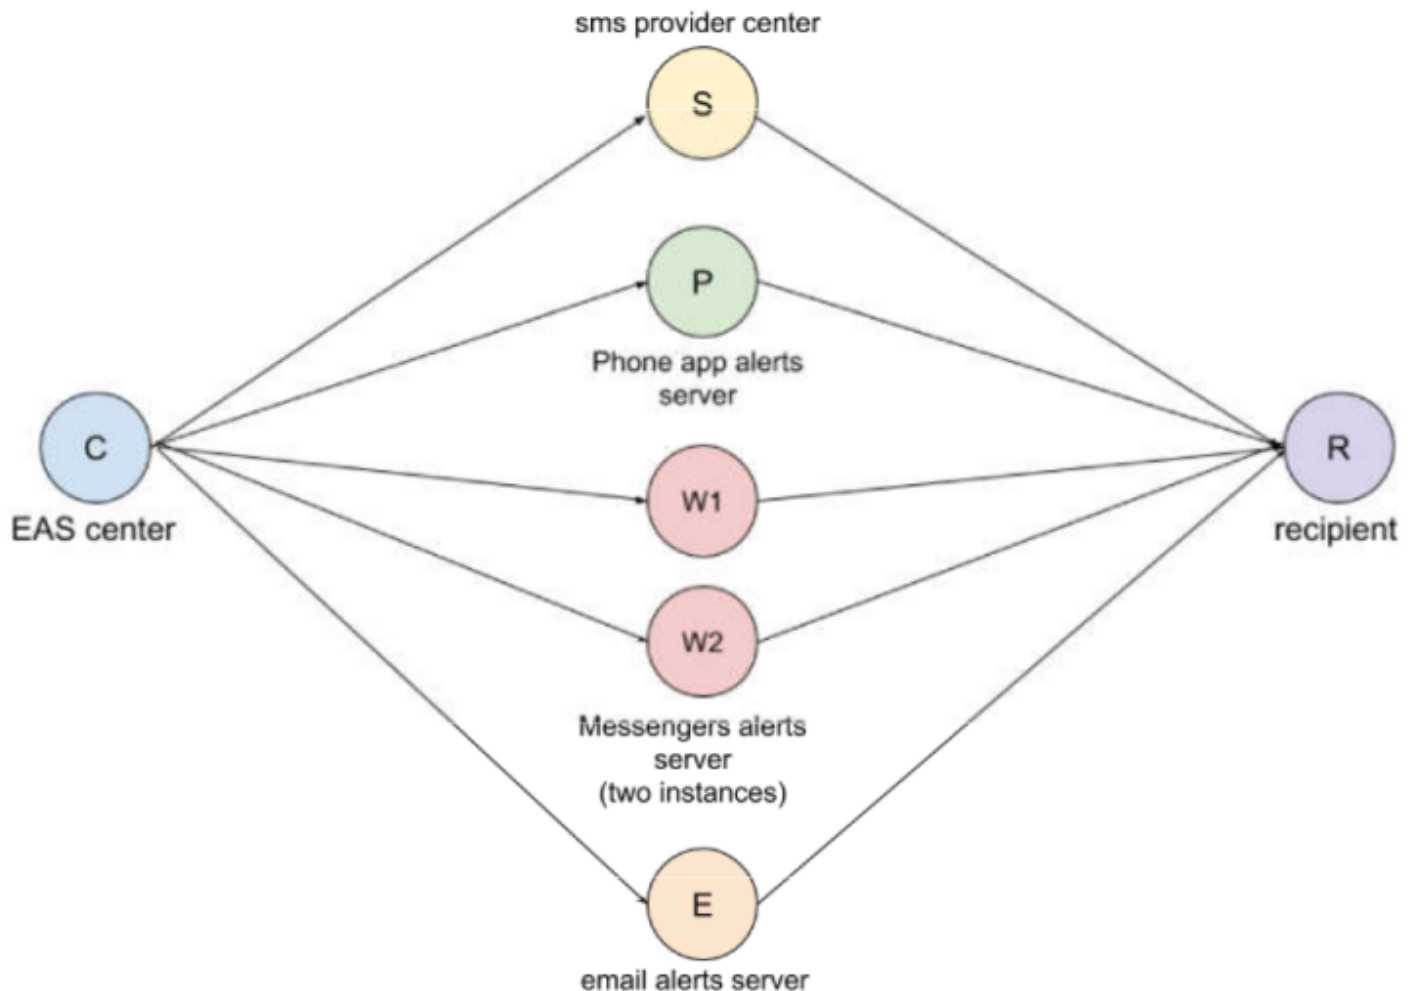 sms provider center
S
P
Phone app alerts
server
C
EAS center
W1
R
recipient
W2
Messengers alerts
server
(two instances)
E
email alerts server